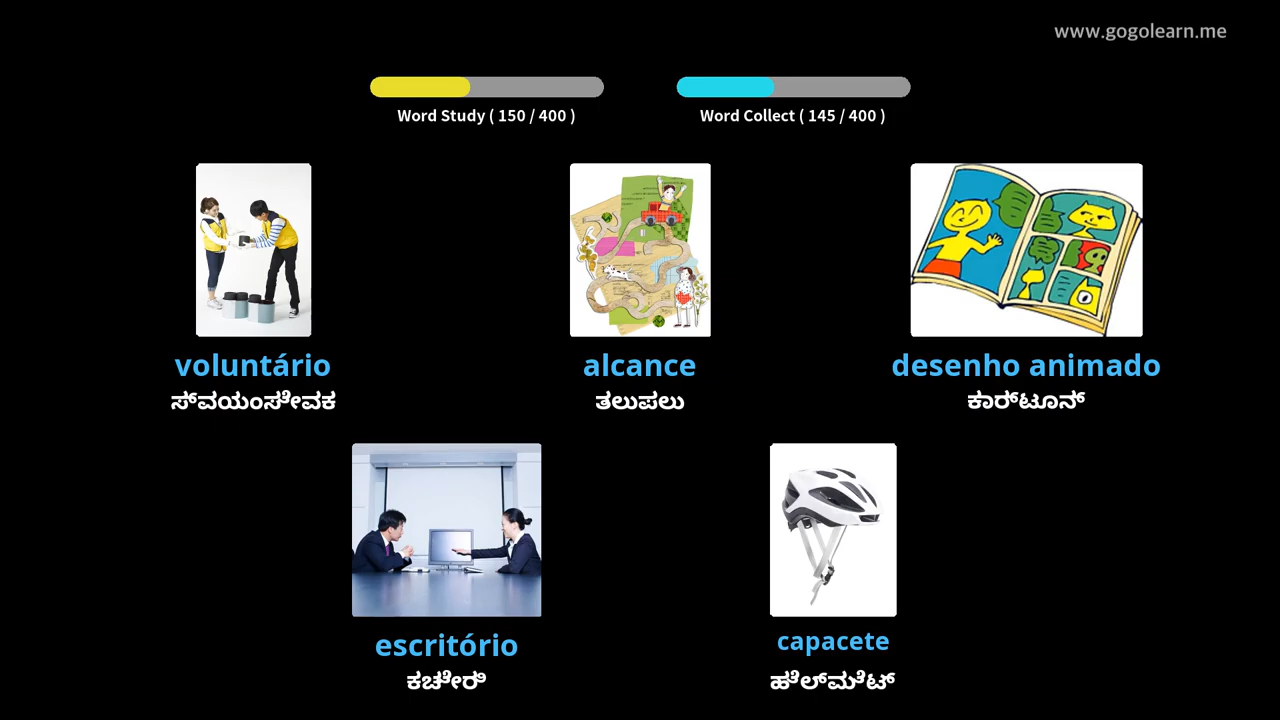 www.gogolearn.me
Word Study ( 150 / 400 )
Word Collect ( 145 / 400 )
voluntário
ಸ್ವಯಂಸೇವಕ
alcance
ತಲುಪಲು
desenho animado
ಕಾರ್ಟೂನ್
escritório
ಕಚೇರಿ
capacete
ಹೆಲ್ಮೆಟ್